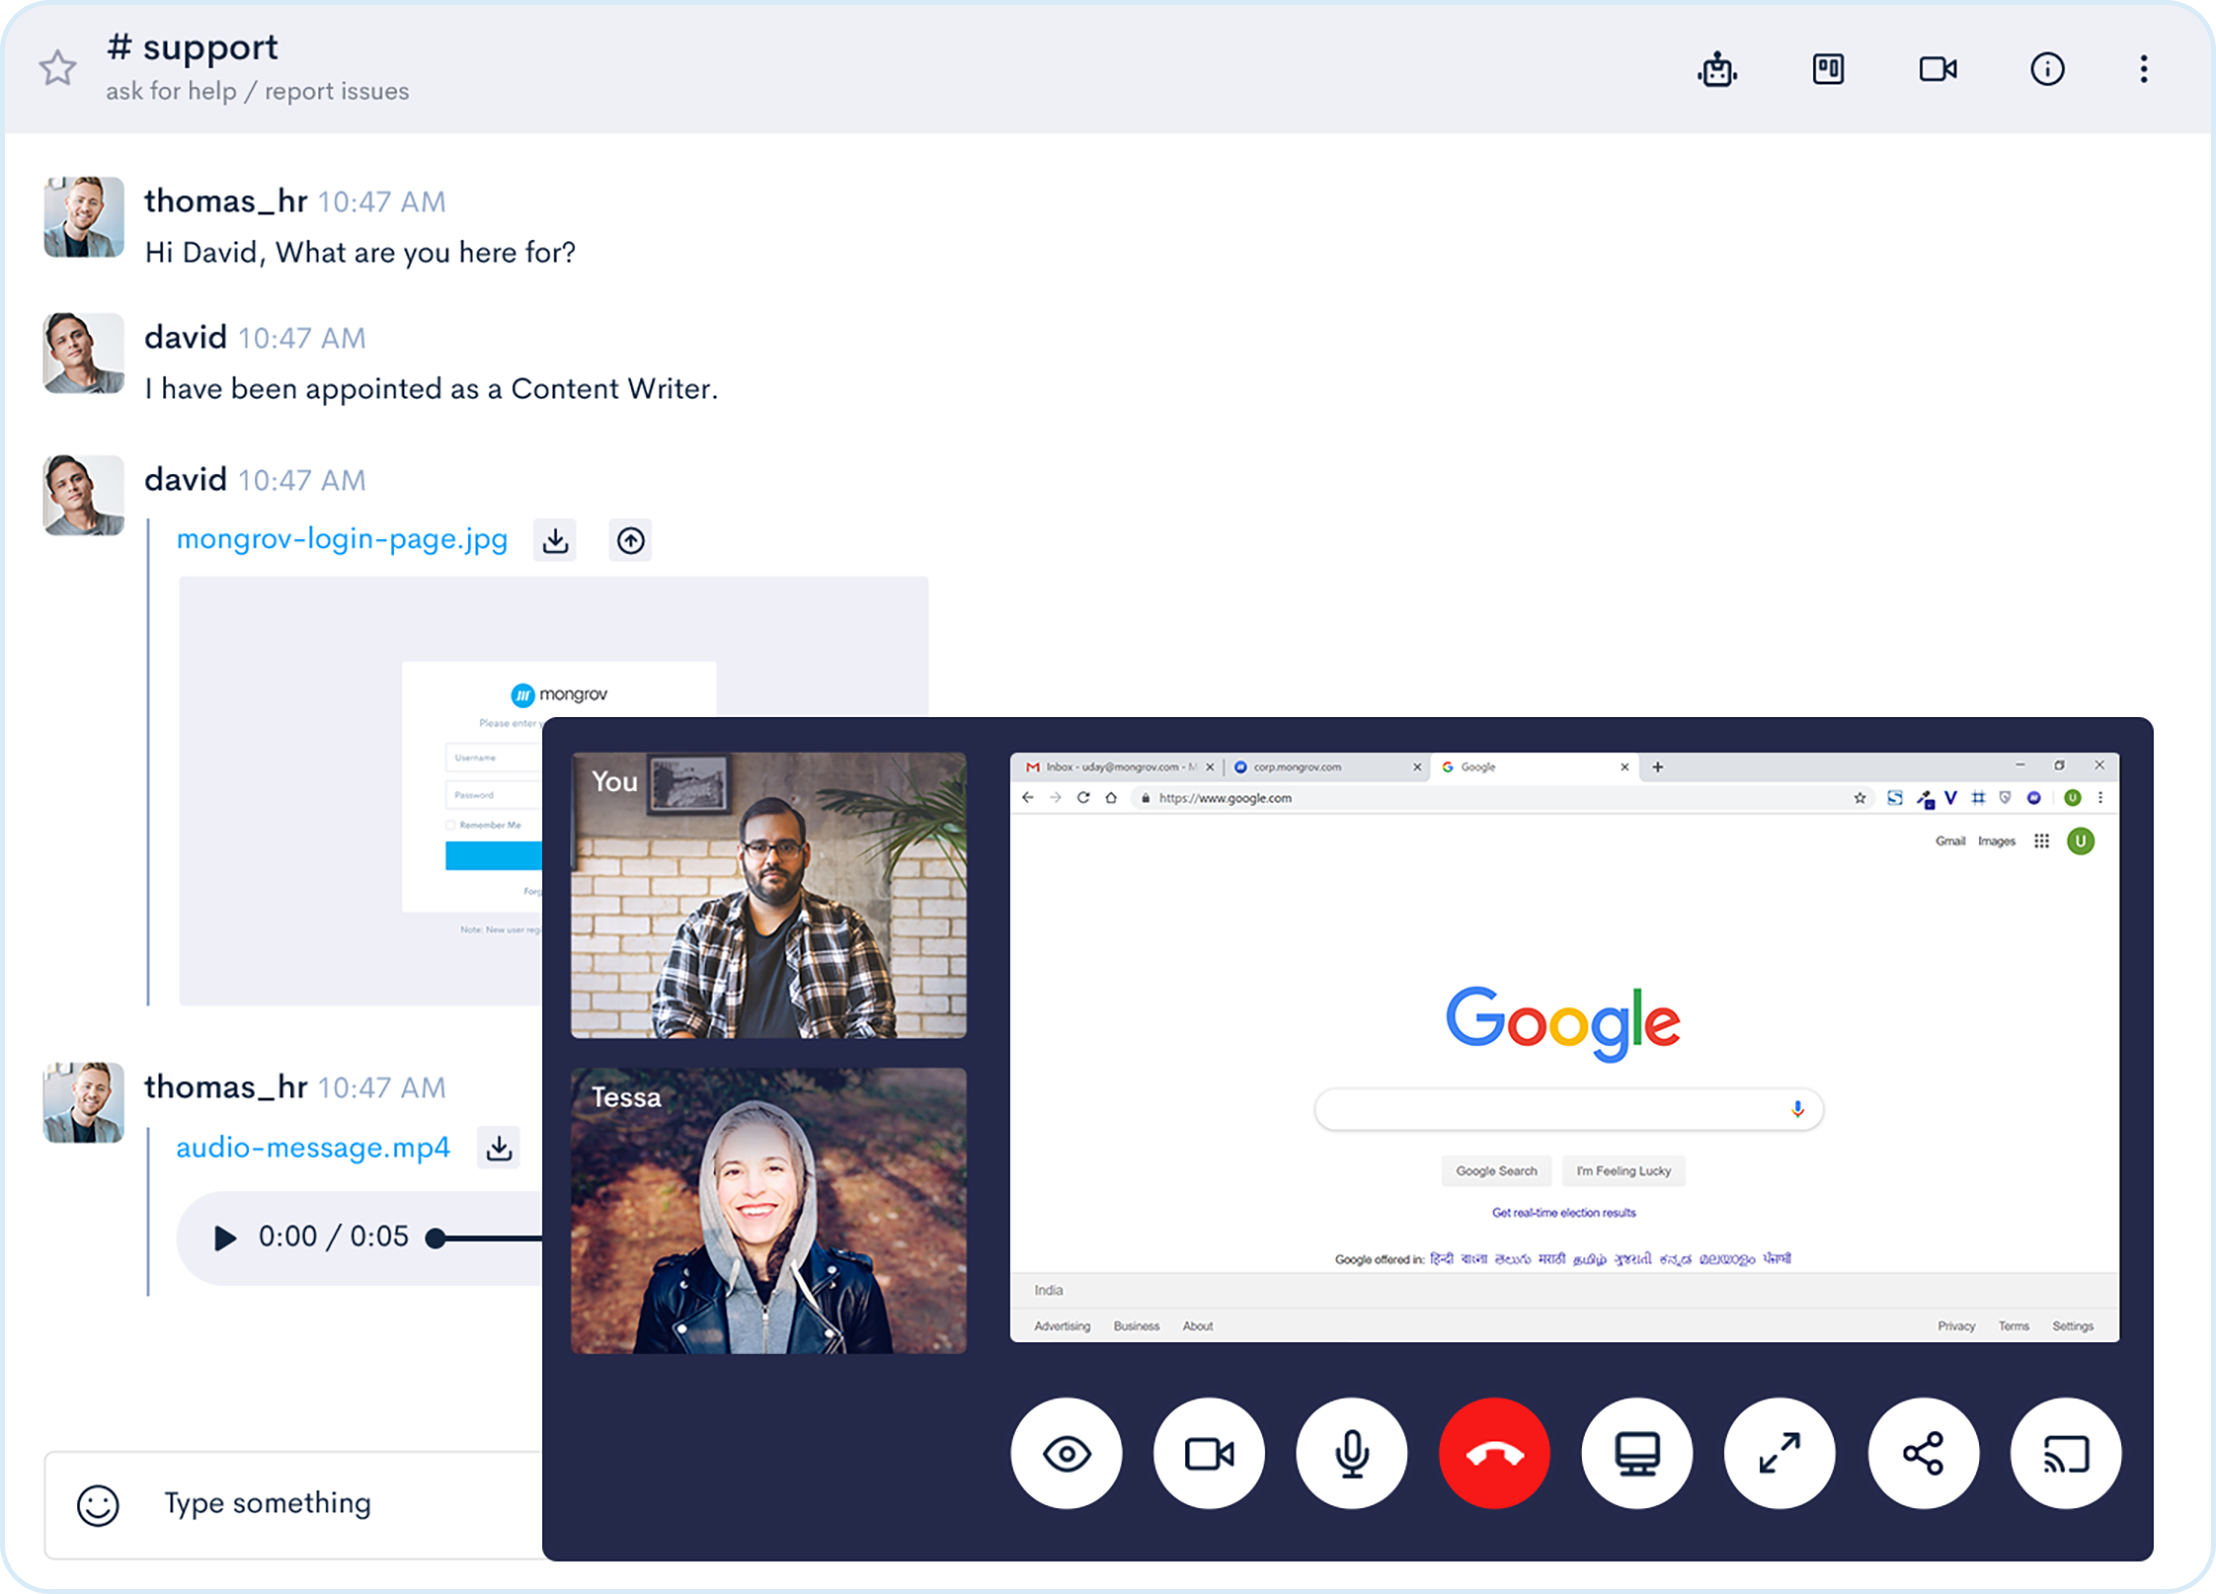 # support
ask for help / report issues
thomas_hr 10:47 AM
Hi David, What are you here for?
david 10:47 AM
I have been appointed as a Content Writer.
david 10:47 AM
mongrov-login-page.jpg
mongrov
Please enter
Username
Password
Remember Me
Note: New user
thomas_hr 10:47 AM
audio-message.mp4
0:00 / 0:05
Type something
You
Tessa
Inbox - uday@mongrov.com -
corp.mongrov.com
Google
https://www.google.com
Gmail Images U
Google
Google Search I'm Feeling Lucky
Get real-time election results
Google offered in: हिन्दी বাংলা తెలుగు मराठी தமிழ் ગુજરાતી ಕನ್ನಡ മലയാളം ਪੰਜਾਬੀ
India
Advertising Business About Privacy Terms Settings